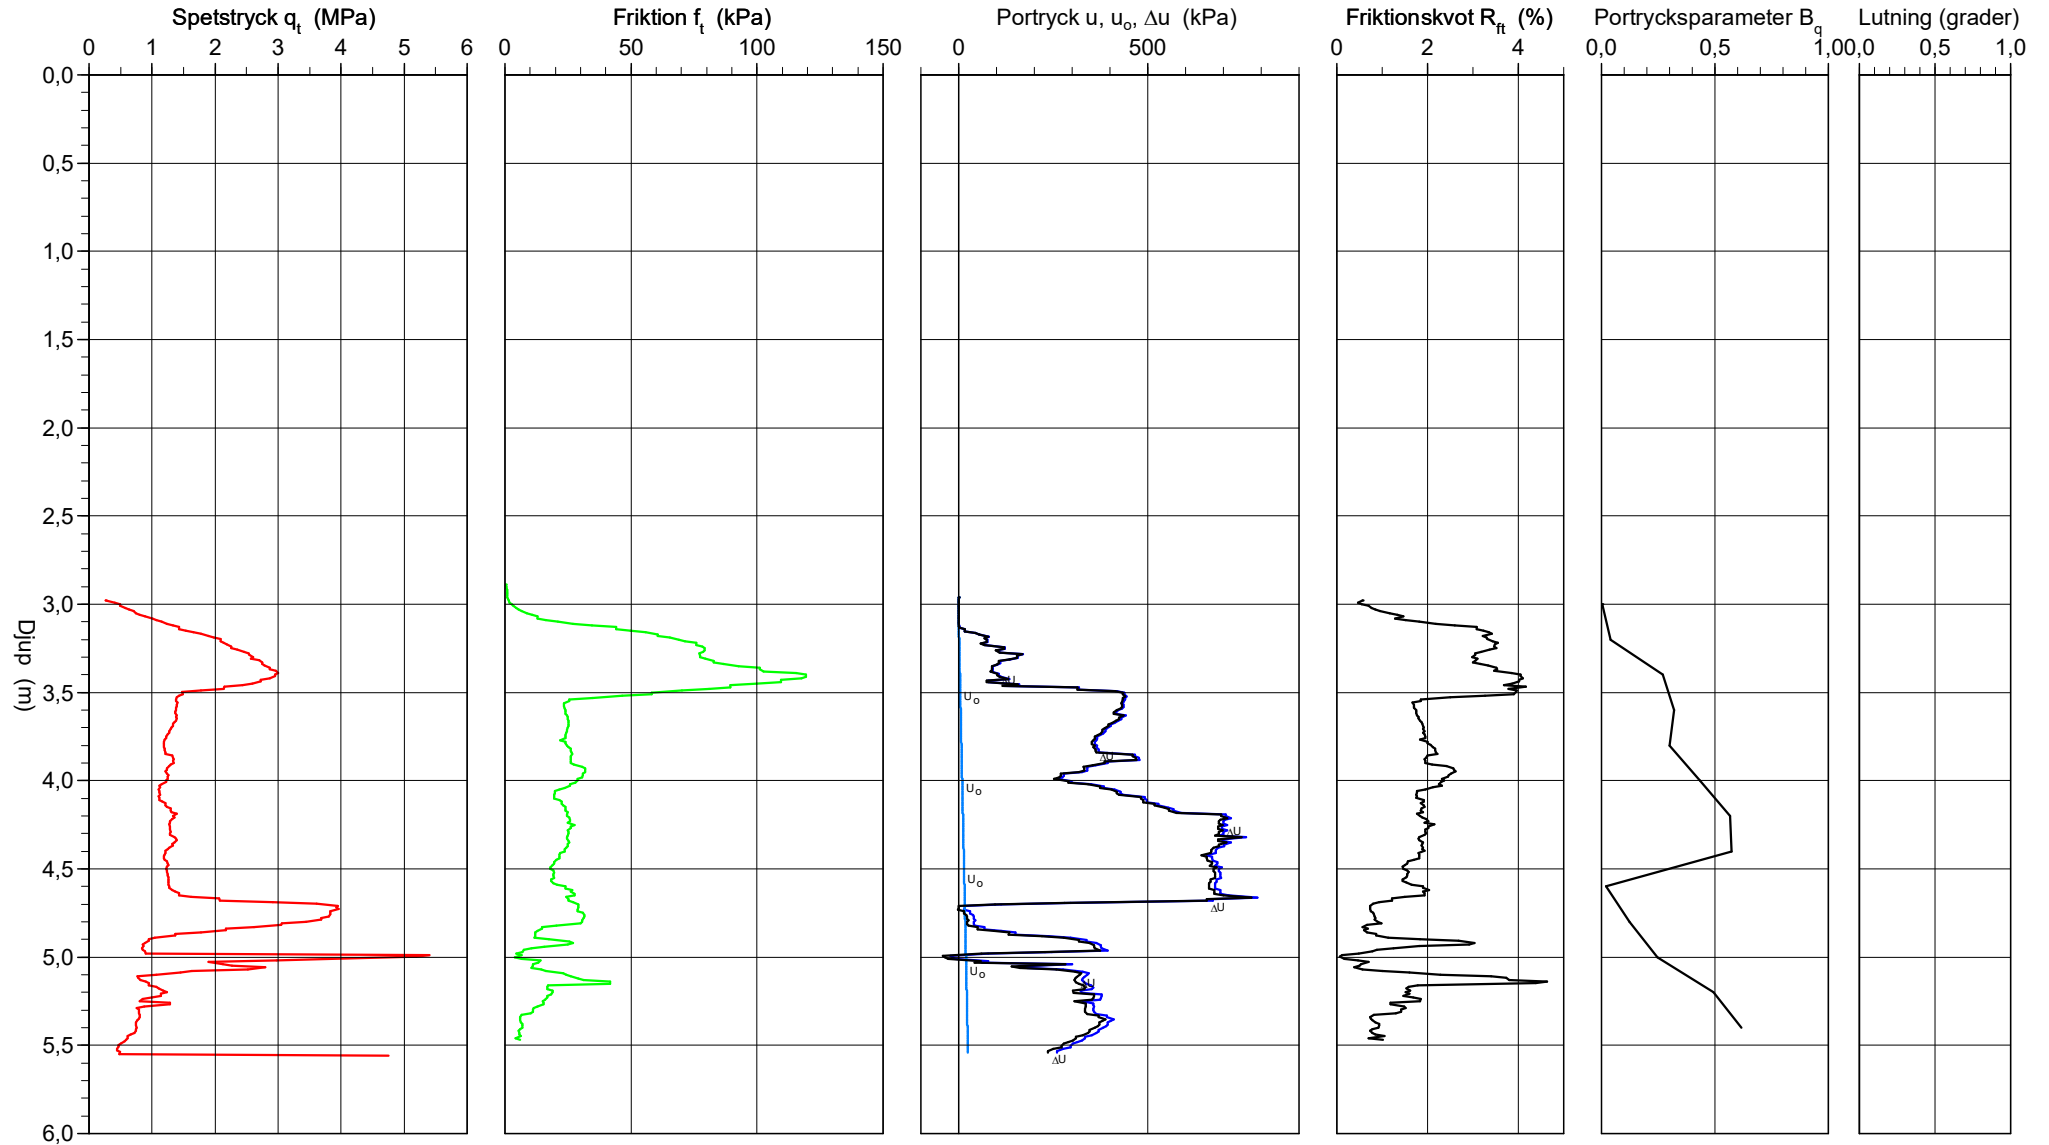 Spetstryck qt (MPa) Friktion ft (kPa) Portryck u, uo, Δu (kPa) Friktionskvot Rft (%) Portrycksparameter Bq Lutning (grader)
0 1 2 3 4 5 6 0 50 100 150 0 500 0 2 4 0,0 0,5 1,0 0,0 0,5 1,0
0,0
0,5
1,0
1,5
2,0
2,5
3,0
3,5
4,0
4,5
5,0
5,5
6,0
Djup (m)
ΔU
Uo
ΔU
Uo
ΔU
Uo
ΔU
Uo
ΔU
ΔU